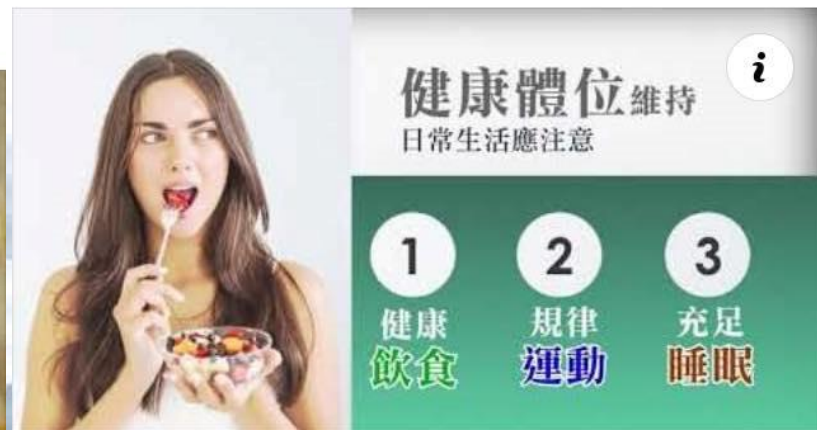 健康體位維持
i
日常生活應注意
1 2 3
健康 規律 充足
飲食 運動 睡眠